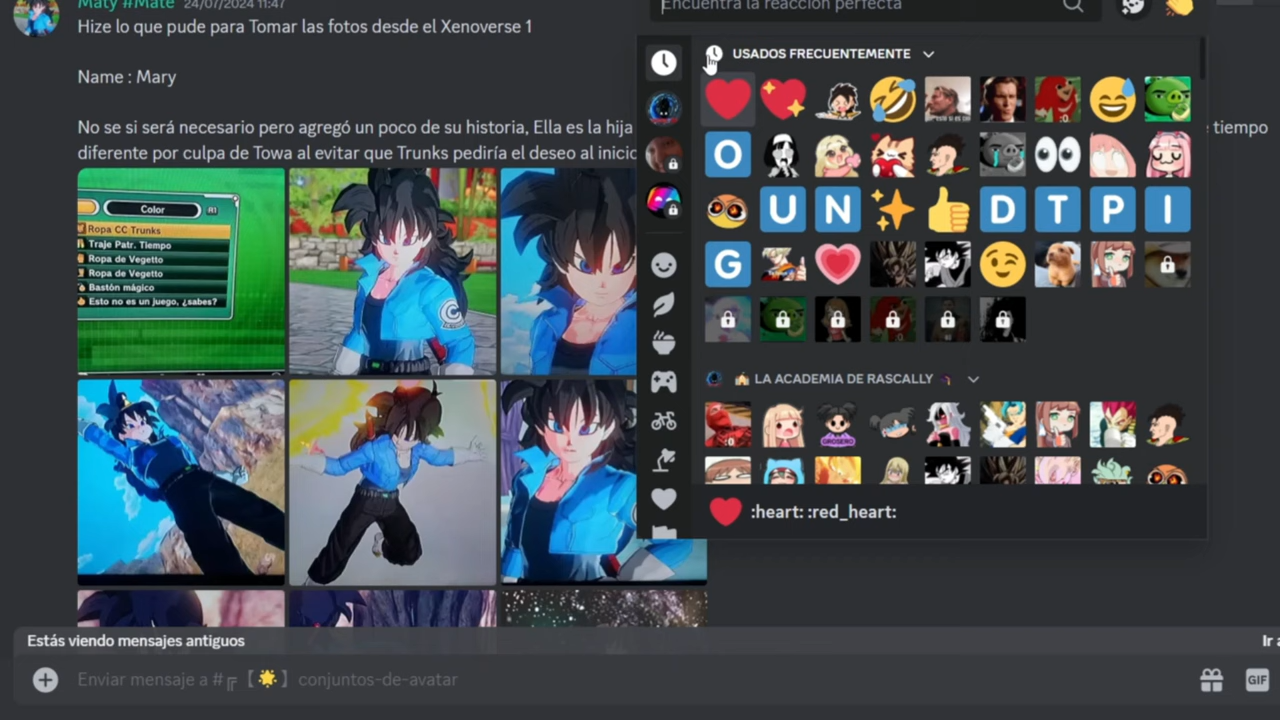 Maty #Mate 24/07/2024 11:47
Hize lo que pude para Tomar las fotos desde el Xenoverse 1
Name : Mary
No se si será necesario pero agregó un poco de su historia, Ella es la hija
tiempo
diferente por culpa de Towa al evitar que Trunks pediría el deseo al inicio
Color R1
Ropa CC Trunks
Traje Patr. Tiempo
Ropa de Vegetto
Ropa de Vegetto
Bastón mágico
Esto no es un juego, ¿sabes?
Encuentra la reacción perfecta
USADOS FRECUENTEMENTE
O
U N D T P I
G
LA ACADEMIA DE RASCALLY
OROSERO
:heart: :red_heart:
Estás viendo mensajes antiguos
Ir a
Enviar mensaje a #╔【🌟】conjuntos-de-avatar
GIF